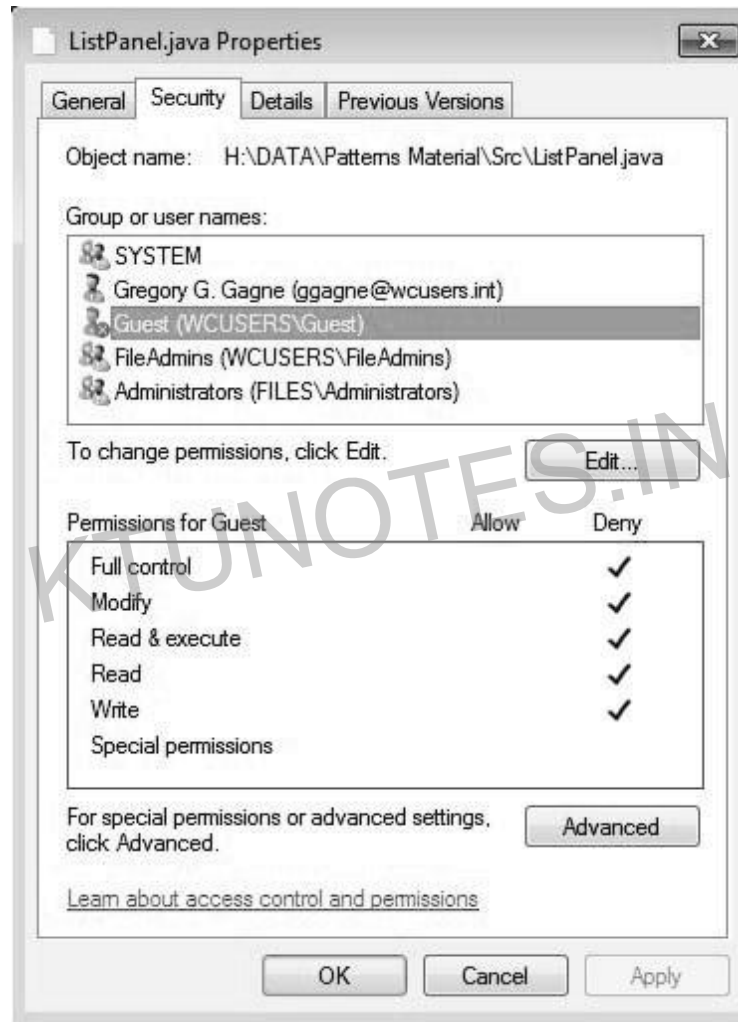 ListPanel.java Properties
General Security Details Previous Versions
Object name: H:\DATA\Patterns Material\Src\ListPanel.java
Group or user names:
SYSTEM
Gregory G. Gagne (ggagne@wcusers.int)
Guest (WCUSERS\Guest)
FileAdmins (WCUSERS\FileAdmins)
Administrators (FILES\Administrators)
To change permissions, click Edit.
Edit...
KTUNOTES.IN
Permissions for Guest Allow Deny
Full control
Modify
Read & execute
Read
Write
Special permissions
For special permissions or advanced settings,
click Advanced.
Advanced
Learn about access control and permissions
OK Cancel Apply